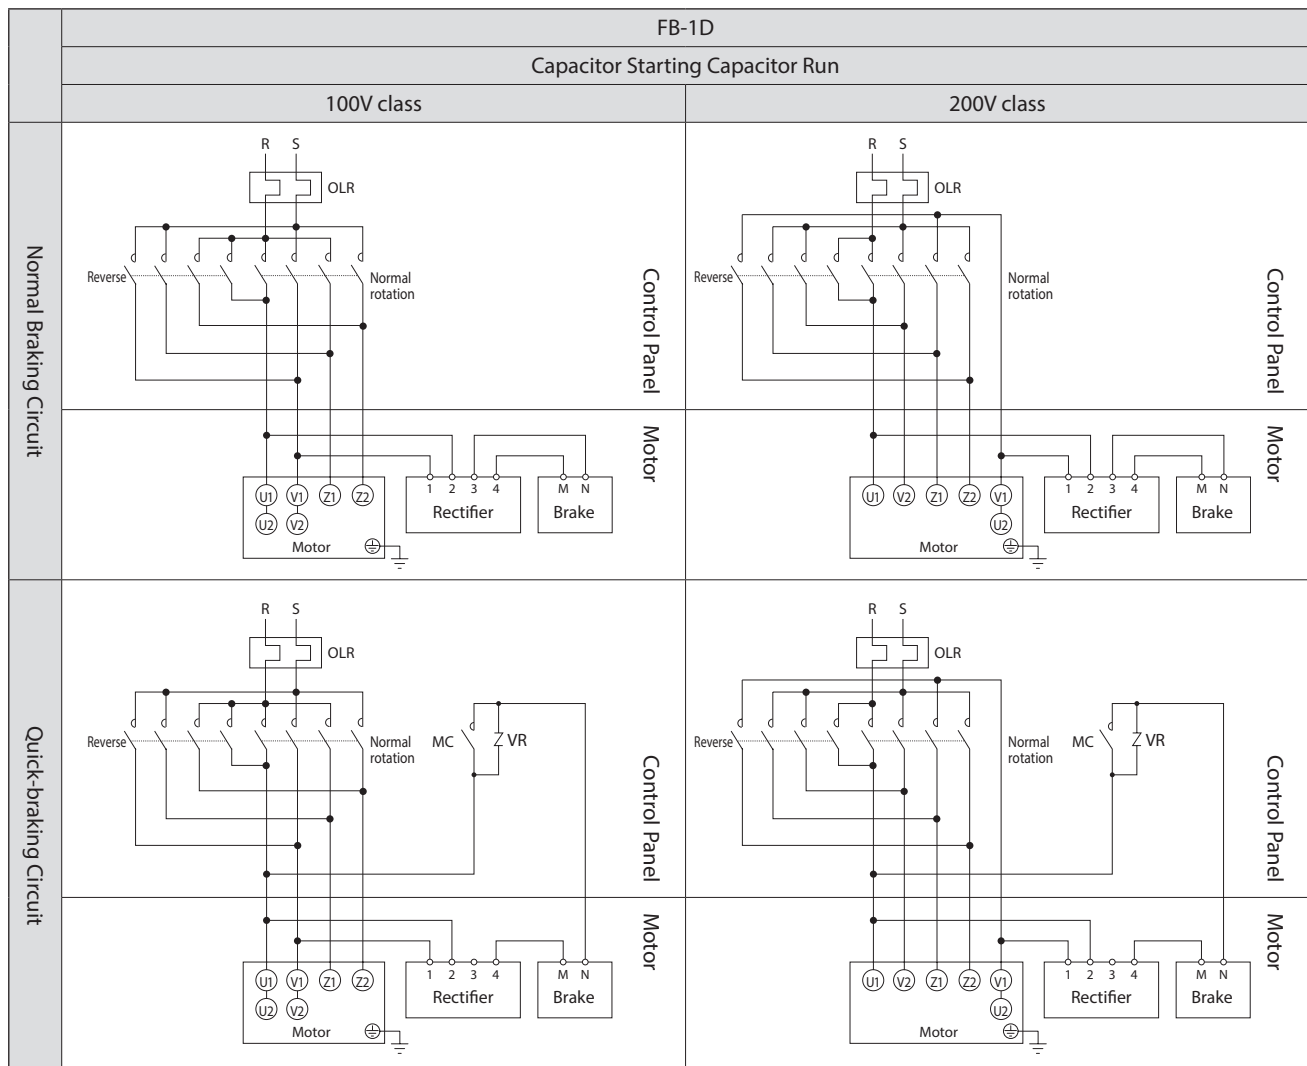 FB-1D
Capacitor Starting Capacitor Run
100V class
200V class
Normal Braking Circuit
R S
OLR
Reverse
Normal
rotation
Control Panel
Motor
U1 V1 Z1 Z2
U2 V2
Motor
1 2 3 4
Rectifier
M N
Brake
R S
OLR
Reverse
Normal
rotation
Control Panel
Motor
U1 V2 Z1 Z2 V1
U2
Motor
1 2 3 4
Rectifier
M N
Brake
Quick-braking Circuit
R S
OLR
Reverse
Normal
rotation
MC
VR
Control Panel
Motor
U1 V1 Z1 Z2
U2 V2
Motor
1 2 3 4
Rectifier
M N
Brake
R S
OLR
Reverse
Normal
rotation
MC
VR
Control Panel
Motor
U1 V2 Z1 Z2 V1
U2
Motor
1 2 3 4
Rectifier
M N
Brake